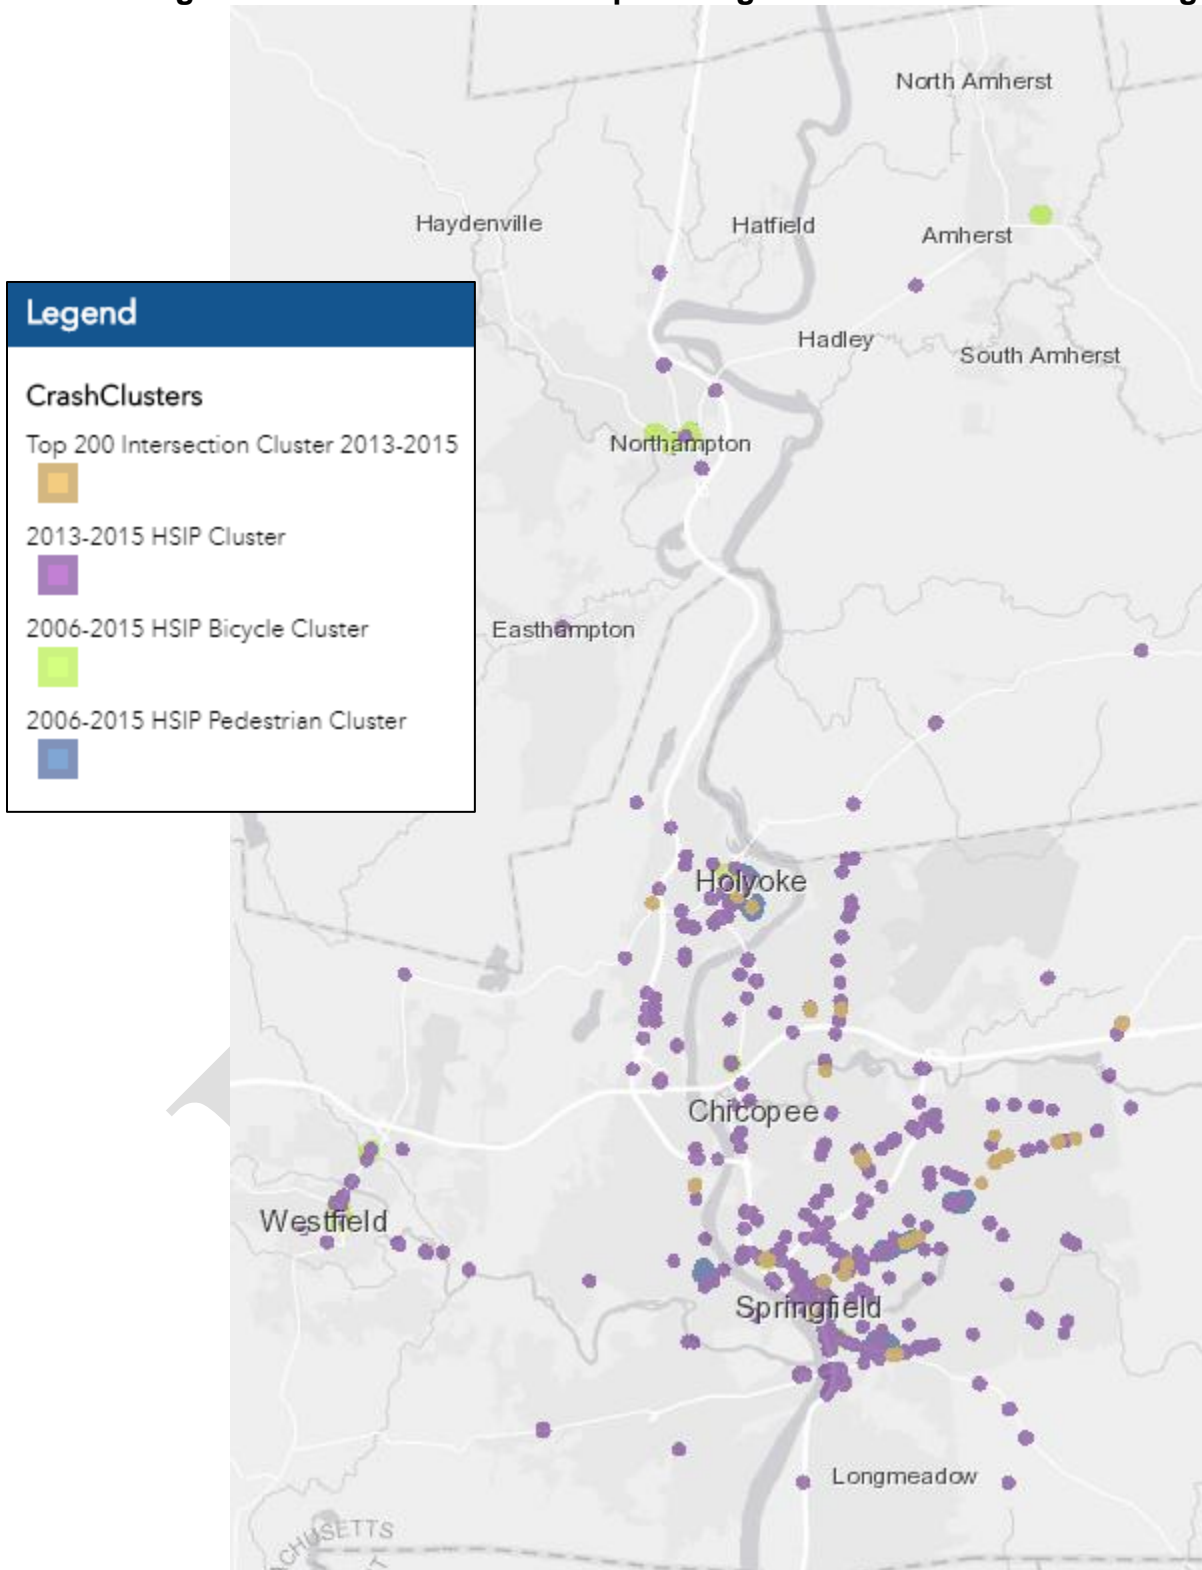 North Amherst
Haydenville
Hatfield
Amherst
Legend
Hadley
South Amherst
CrashClusters
Top 200 Intersection Cluster 2013-2015
Northampton
2013-2015 HSIP Cluster
2006-2015 HSIP Bicycle Cluster
Easthampton
2006-2015 HSIP Pedestrian Cluster
Holyoke
Chicopee
Westfield
Springfield
Longmeadow